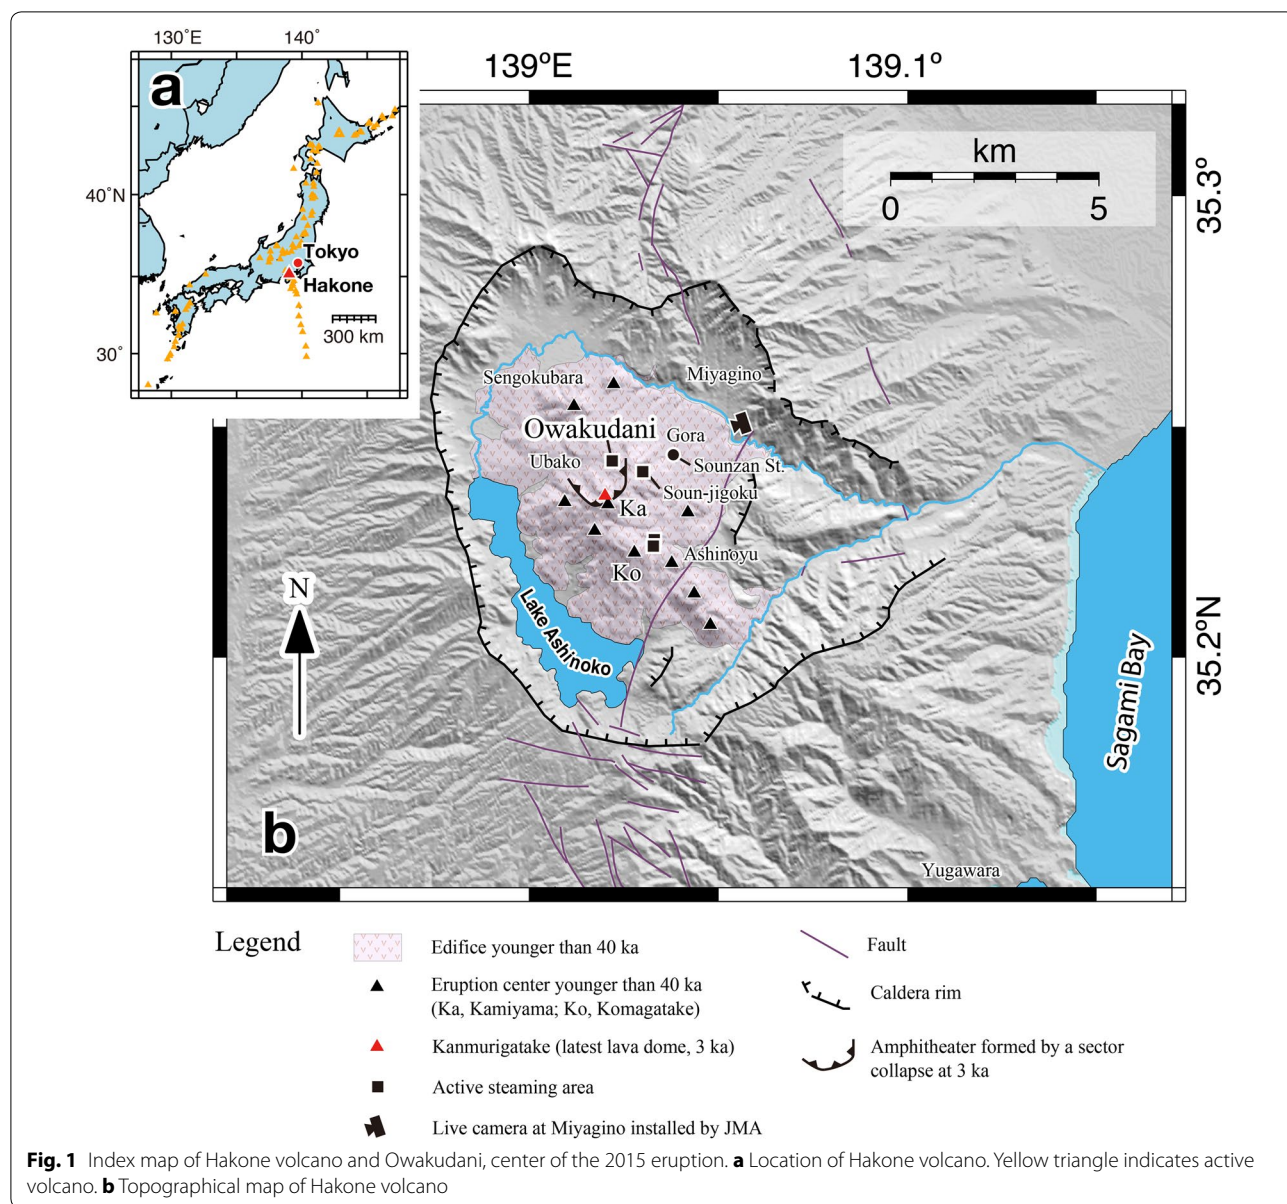 130°E
140°
a
40°N
30°
Tokyo
Hakone
300 km
139°E
139.1°
km
0
5
35.3°
35.2°N
Sengokubara
Miyagino
Owakudani
Gora
Ubako
Sounzan St.
Soun-jigoku
Ka
Ashinoyu
Ko
N
Lake Ashinoko
Sagami Bay
b
Yugawara
Legend
Edifice younger than 40 ka
Eruption center younger than 40 ka
(Ka, Kamiyama; Ko, Komagatake)
Kanmurigatake (latest lava dome, 3 ka)
Active steaming area
Live camera at Miyagino installed by JMA
Fault
Caldera rim
Amphitheater formed by a sector
collapse at 3 ka
Fig. 1 Index map of Hakone volcano and Owakudani, center of the 2015 eruption. a Location of Hakone volcano. Yellow triangle indicates active
volcano. b Topographical map of Hakone volcano